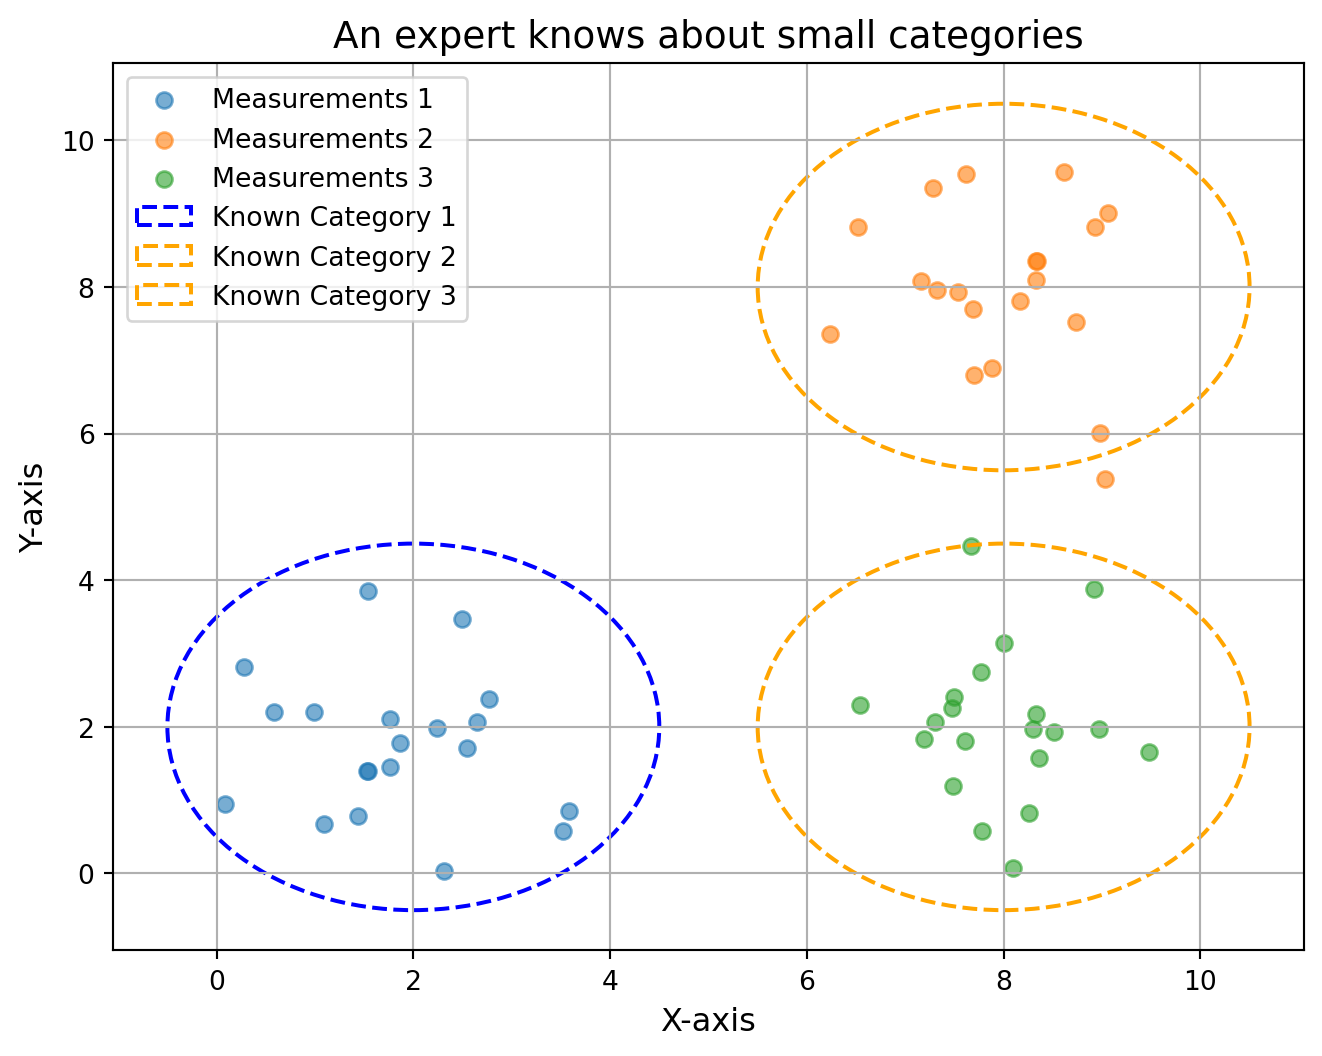 An expert knows about small categories
Measurements 1
Measurements 2
Measurements 3
Known Category 1
Known Category 2
Known Category 3
10
8
6
4
2
0
Y-axis
0 2 4 6 8 10
X-axis